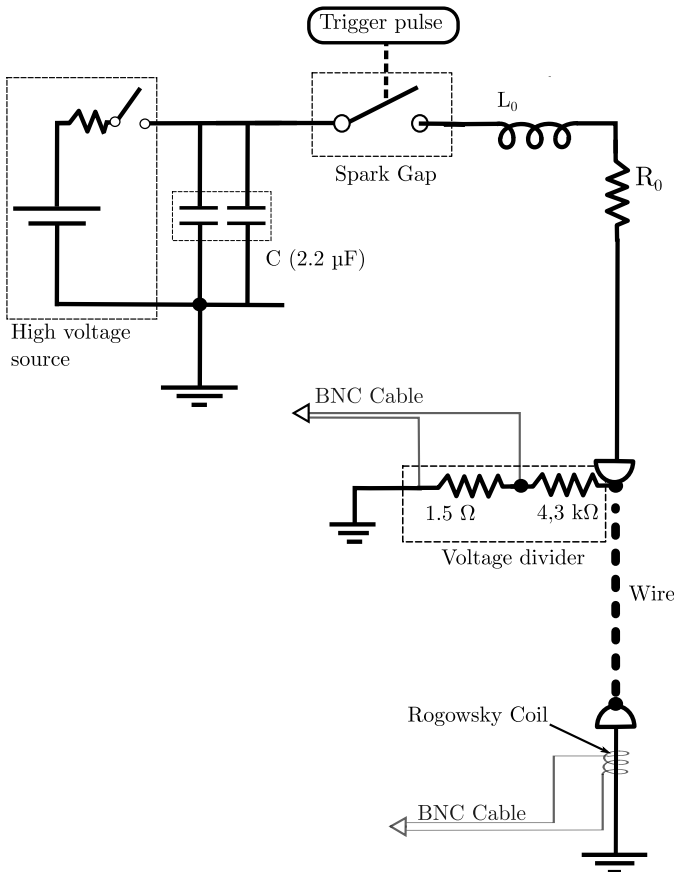 Trigger pulse
L₀
Spark Gap
R₀
C (2.2 µF)
High voltage
source
BNC Cable
1.5 Ω
4,3 kΩ
Voltage divider
Wire
Rogowsky Coil
BNC Cable